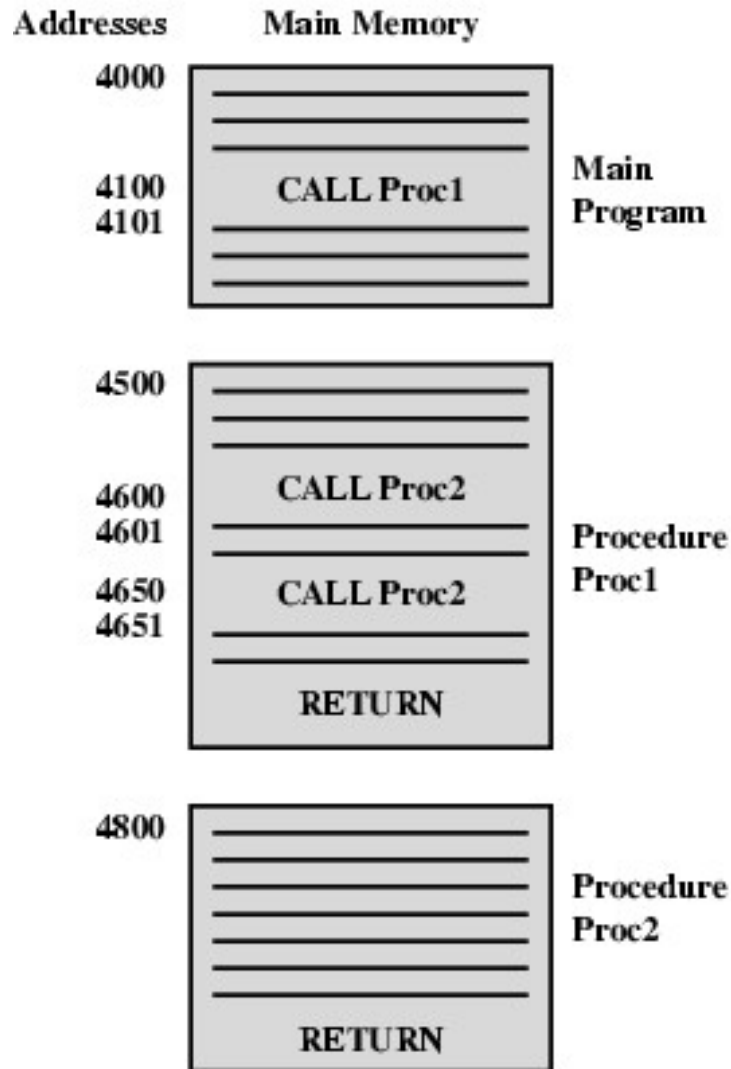 Addresses Main Memory
4000
4100 CALL Proc1
4101
Main
Program
4500
4600 CALL Proc2
4601
4650 CALL Proc2
4651
RETURN
Procedure
Proc1
4800
RETURN
Procedure
Proc2